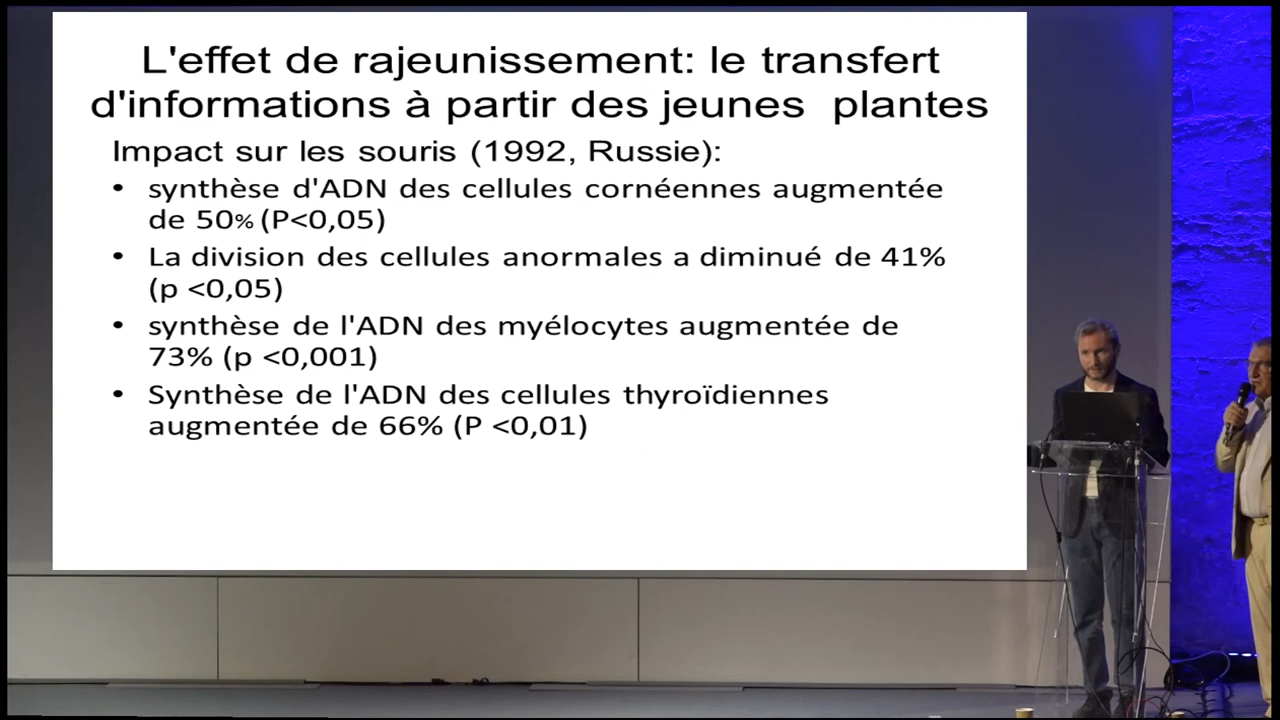 L'effet de rajeunissement: le transfert
d'informations à partir des jeunes plantes
Impact sur les souris (1992, Russie):
• synthèse d'ADN des cellules cornéennes augmentée
de 50% (P<0,05)
• La division des cellules anormales a diminué de 41%
(p <0,05)
• synthèse de l'ADN des myélocytes augmentée de
73% (p <0,001)
• Synthèse de l'ADN des cellules thyroïdiennes
augmentée de 66% (P <0,01)